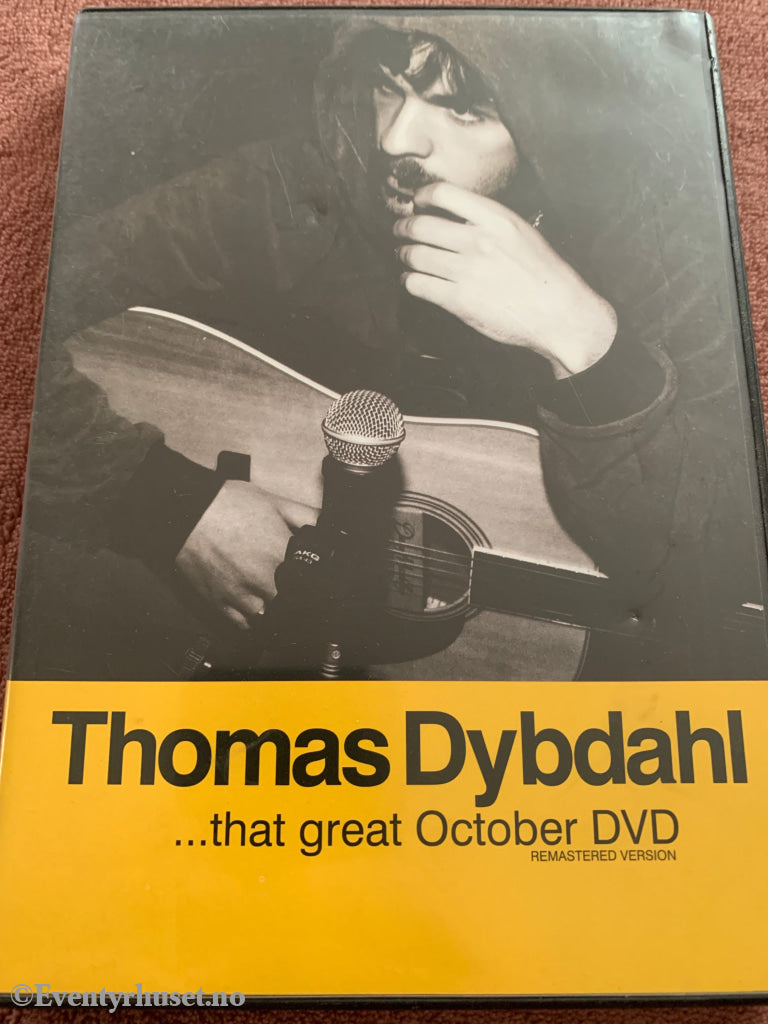 AKG
Thomas Dybdahl
...that great October DVD
REMASTERED VERSION
©Eventyrhuset.no